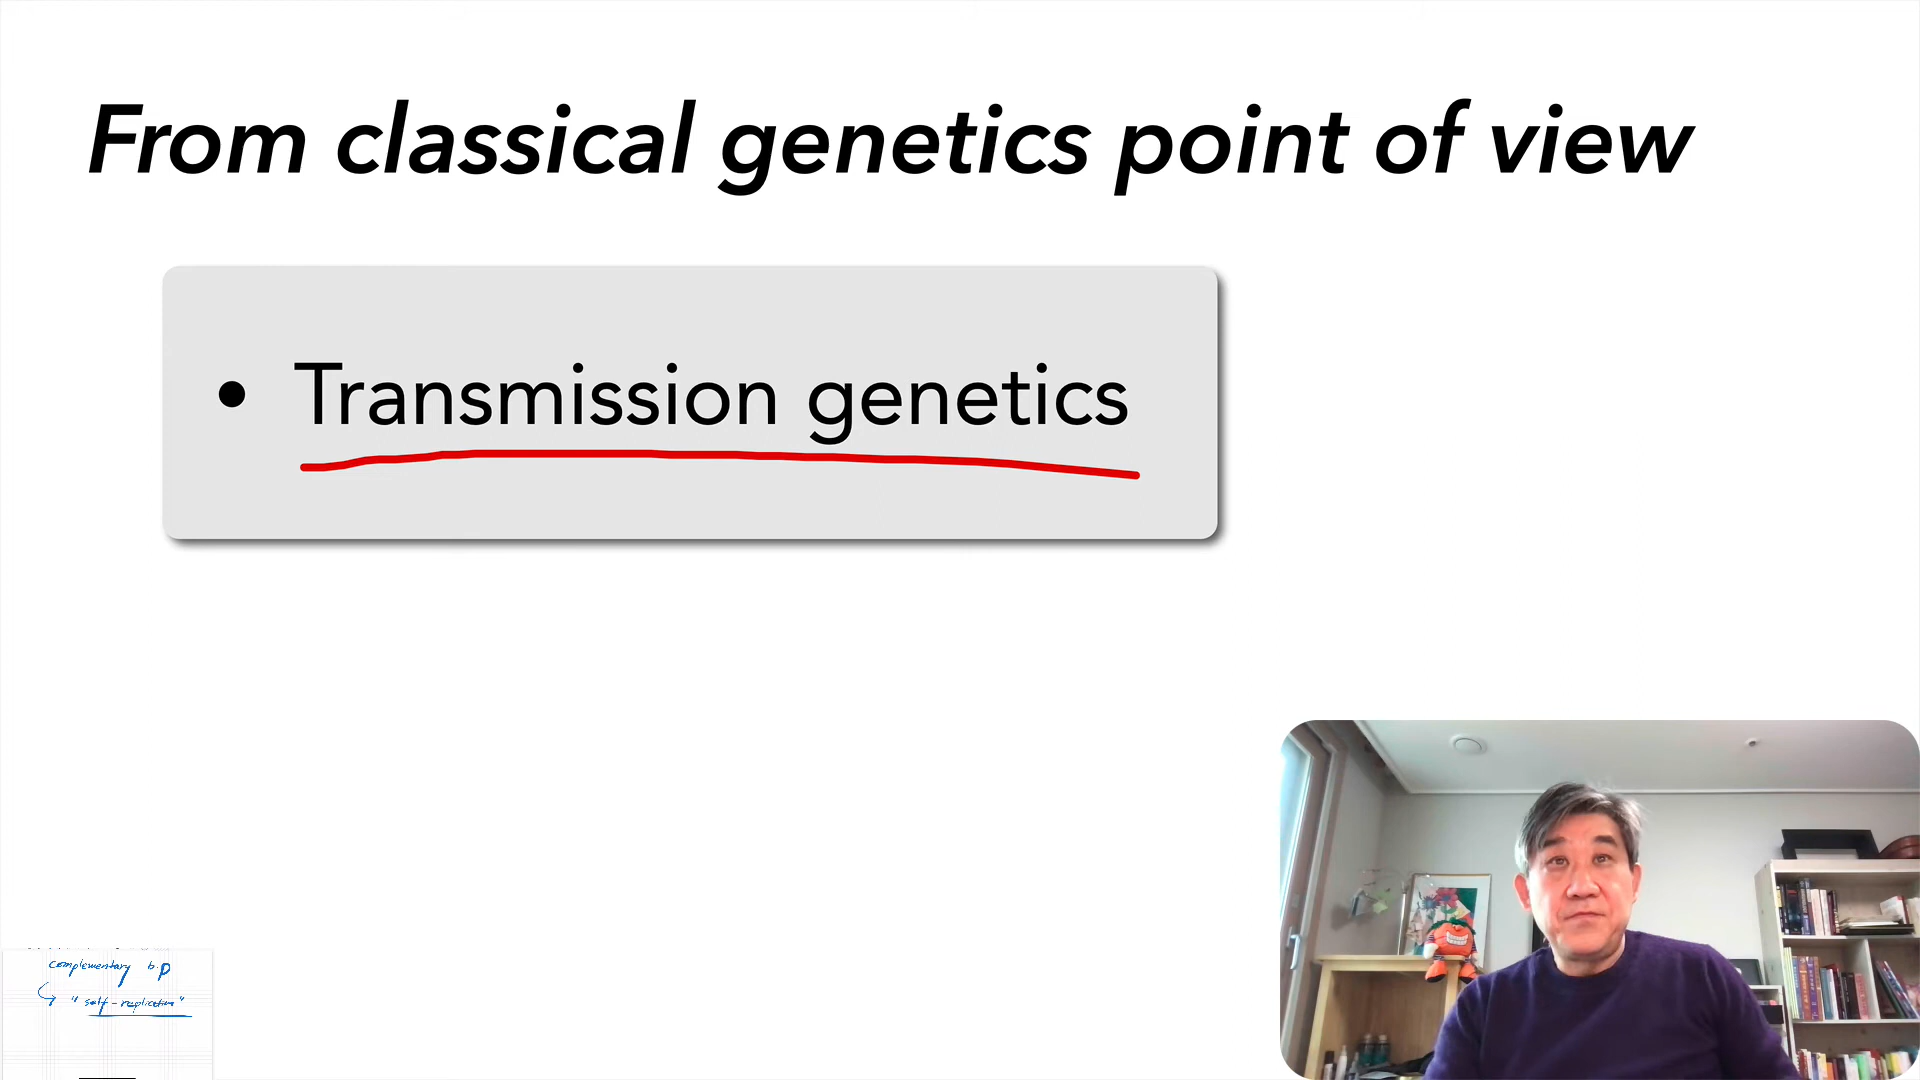 From classical genetics point of view
• Transmission genetics
complementary b.p
"self-replication"